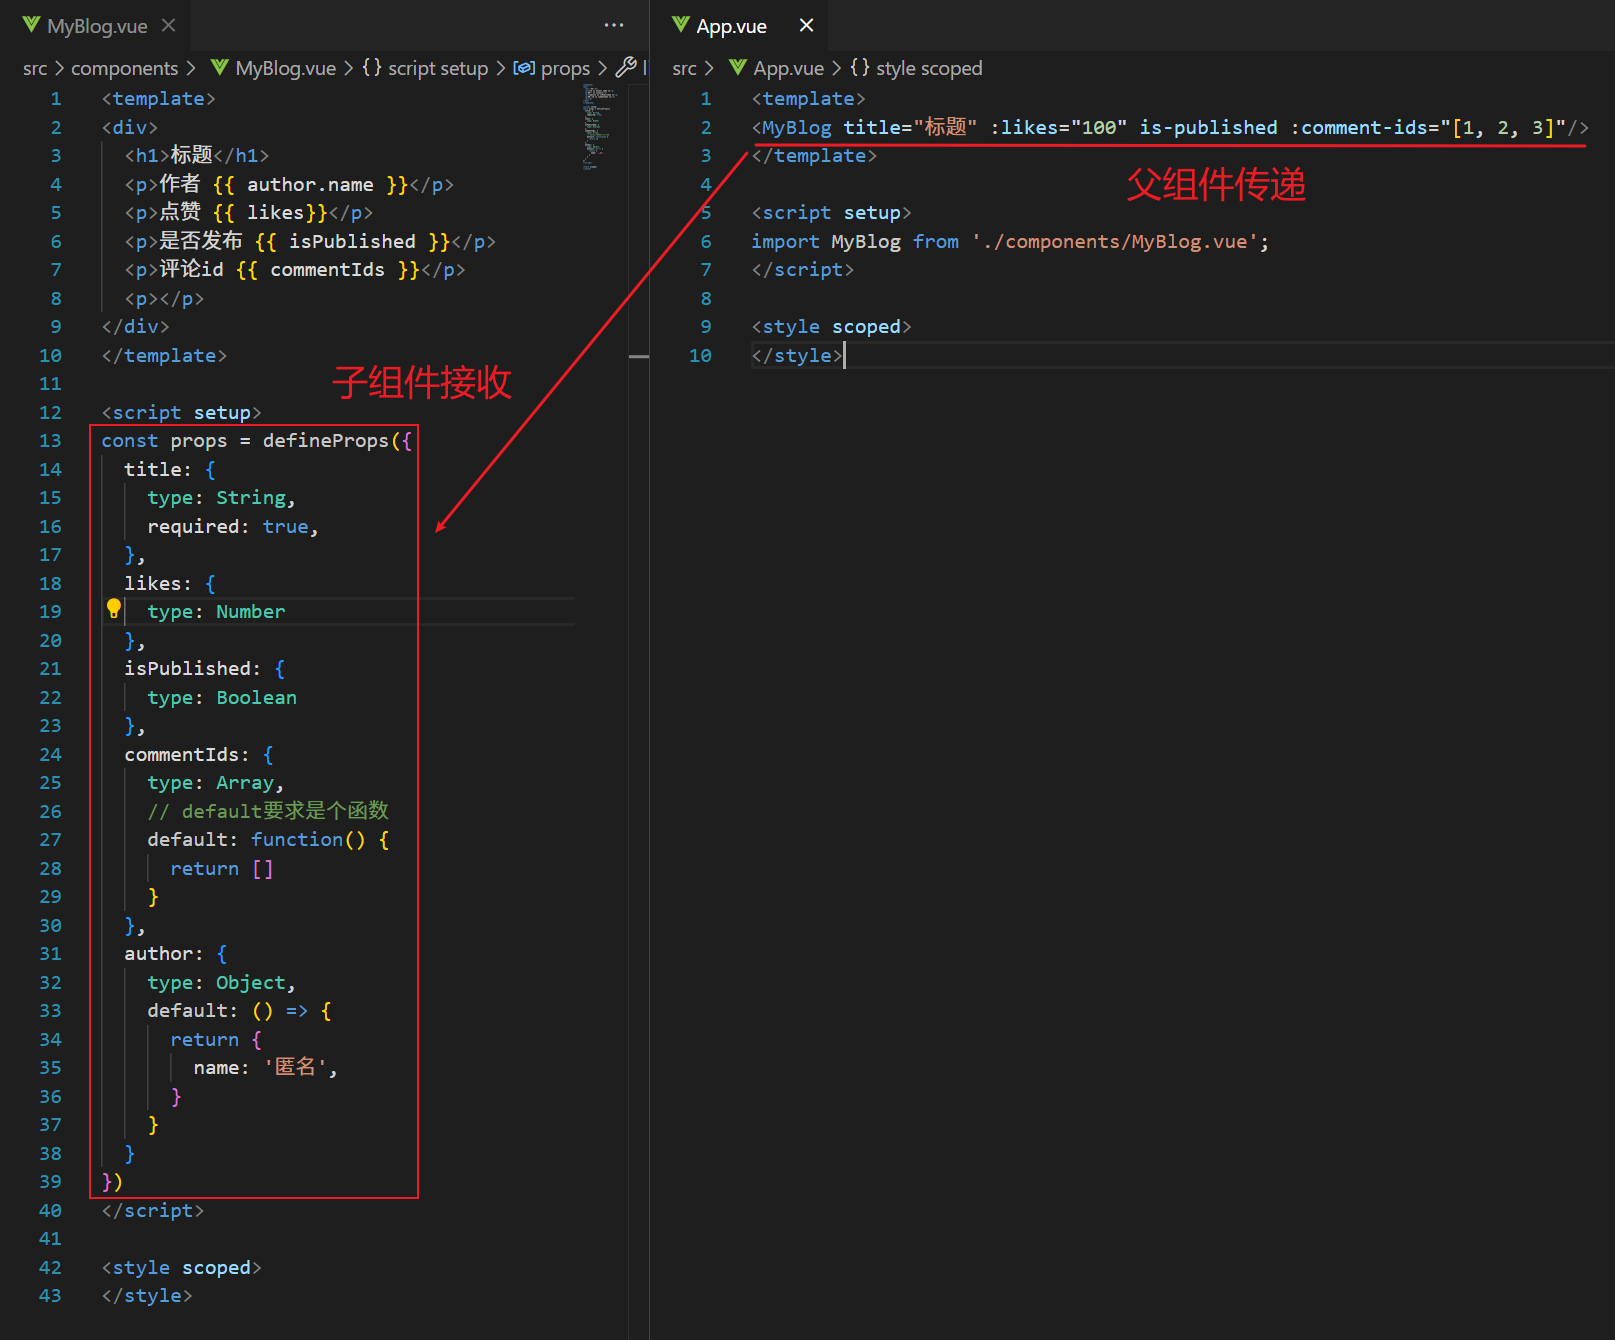 MyBlog.vue
src > components > MyBlog.vue > {} script setup > props >
1 <template>
2 <div>
3 <h1>标题</h1>
4 <p>作者 {{ author.name }}</p>
5 <p>点赞 {{ likes}}</p>
6 <p>是否发布 {{ isPublished }}</p>
7 <p>评论id {{ commentIds }}</p>
8 <p></p>
9 </div>
10 </template>
11
子组件接收
12 <script setup>
13 const props = defineProps({
14 title: {
15 type: String,
16 required: true,
17 },
18 likes: {
19 type: Number
20 },
21 isPublished: {
22 type: Boolean
23 },
24 commentIds: {
25 type: Array,
26 // default要求是个函数
27 default: function() {
28 return []
29 }
30 },
31 author: {
32 type: Object,
33 default: () => {
34 return {
35 name: '匿名',
36 }
37 }
38 }
39 })
40 </script>
41
42 <style scoped>
43 </style>
App.vue
src > App.vue > {} style scoped
1 <template>
2 <MyBlog title="标题" :likes="100" is-published :comment-ids="[1, 2, 3]"/>
3 </template>
父组件传递
4
5 <script setup>
6 import MyBlog from './components/MyBlog.vue';
7 </script>
8
9 <style scoped>
10 </style>